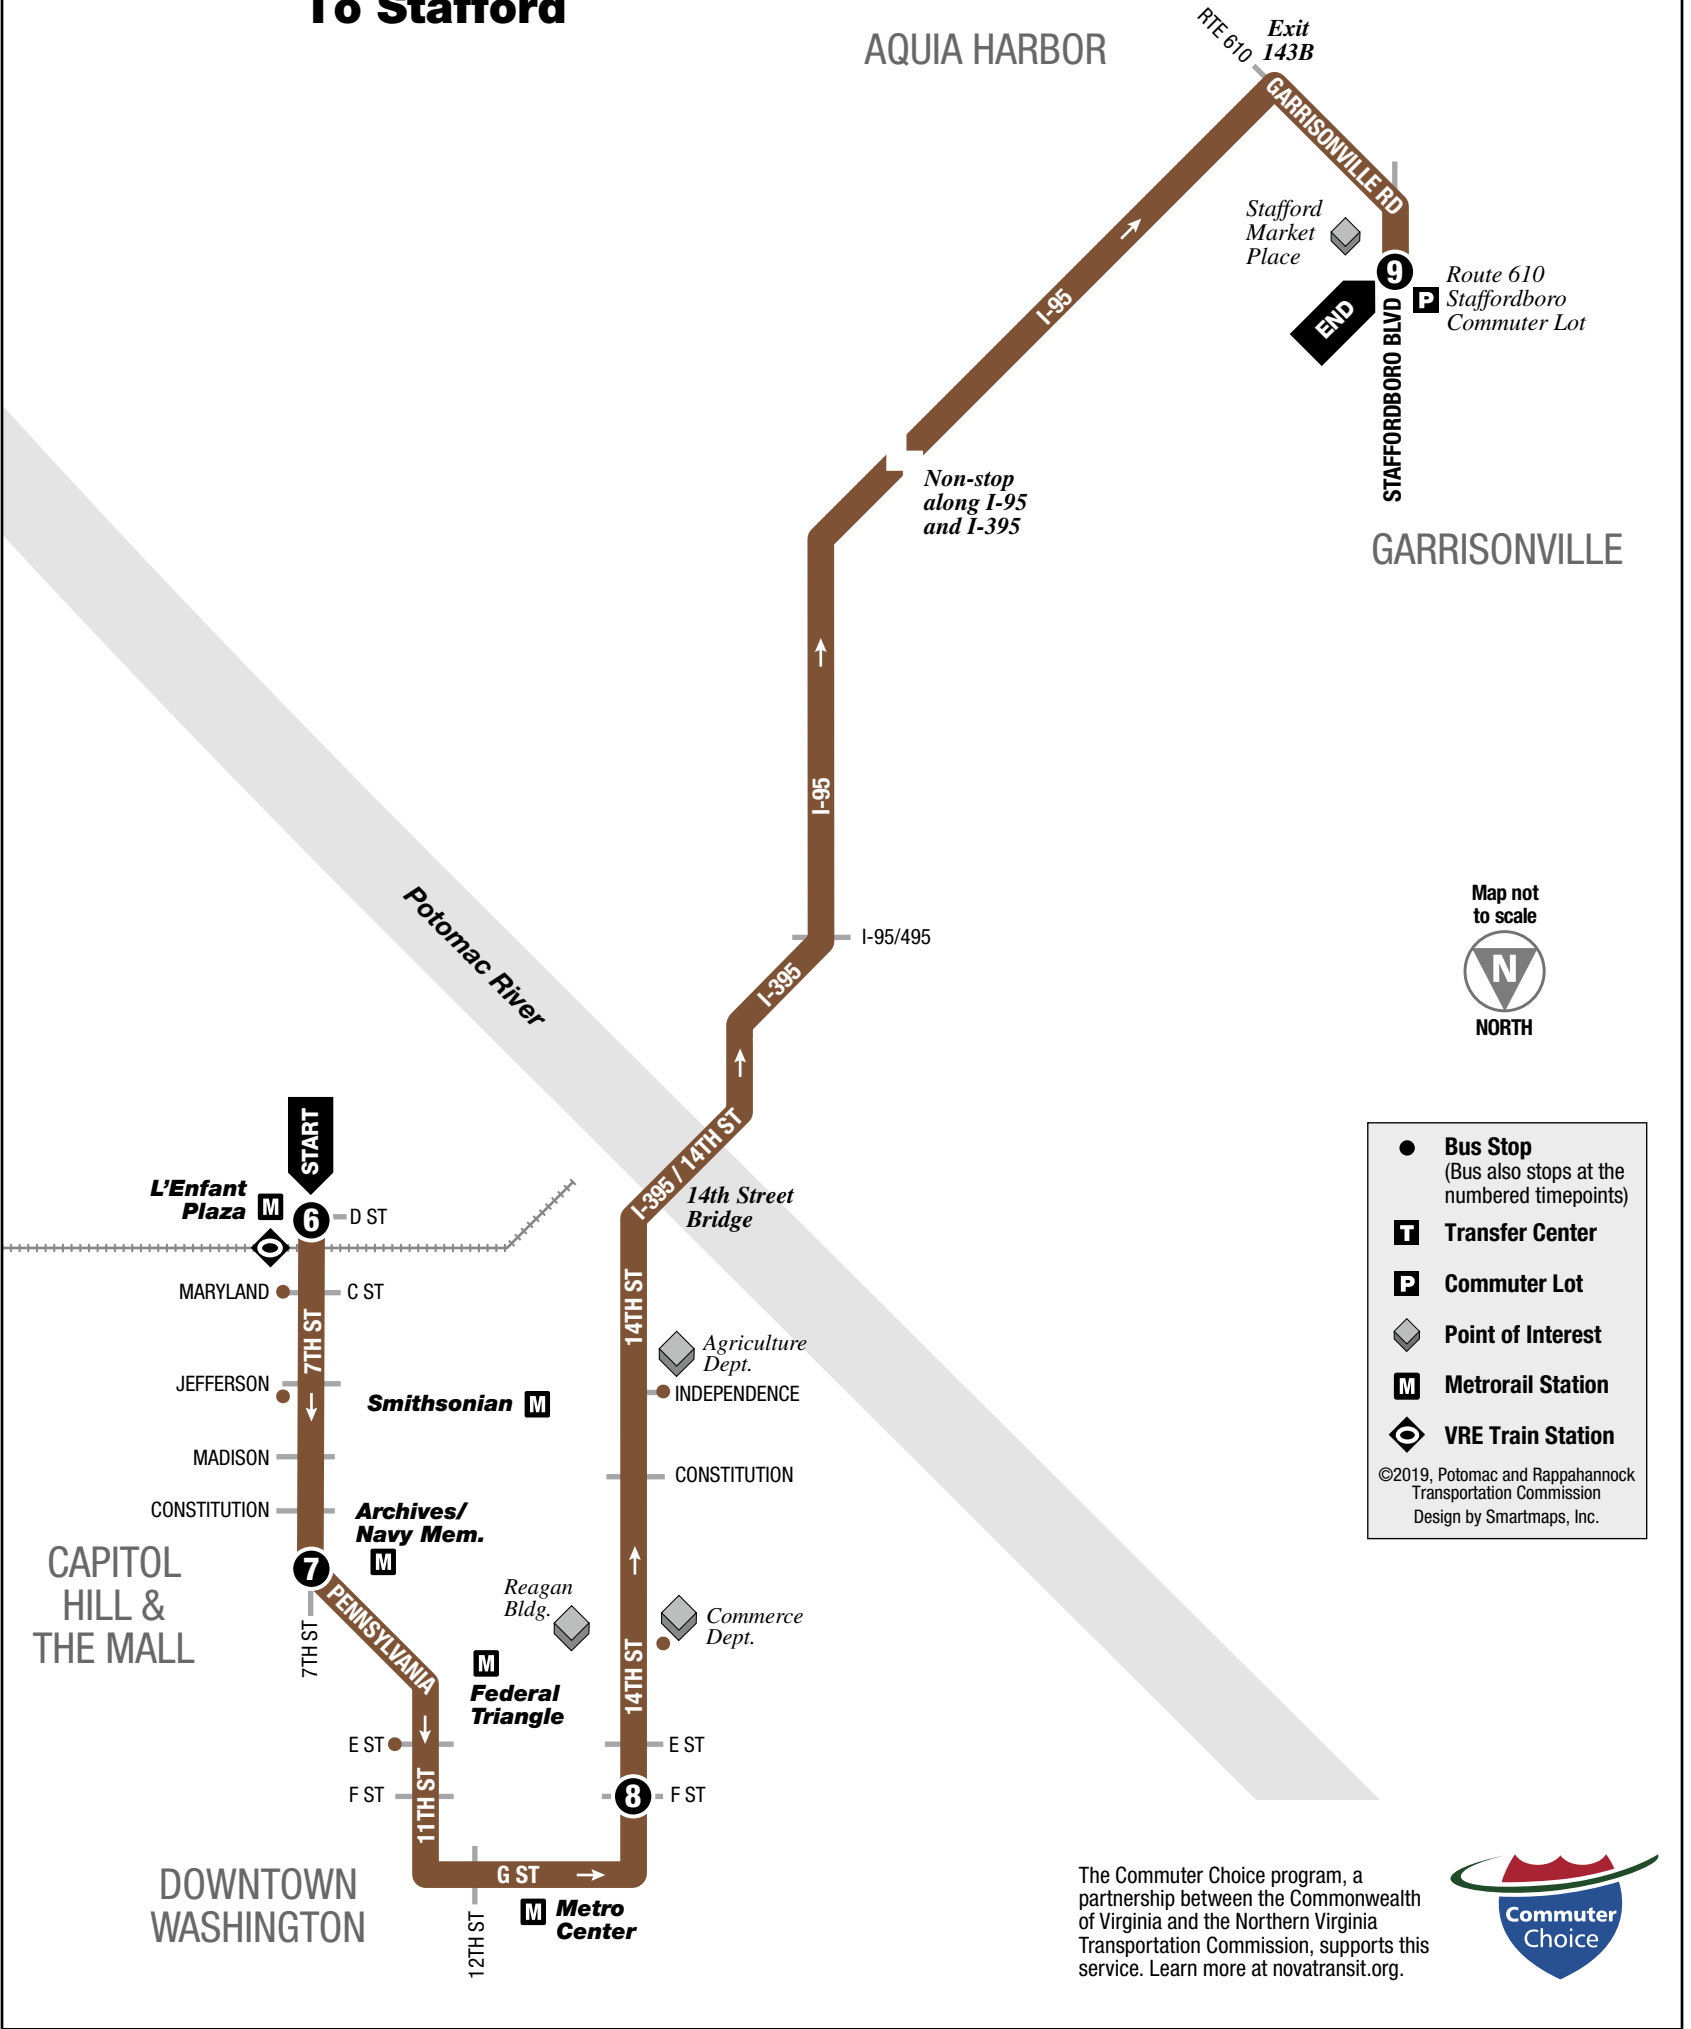 To Stafford
AQUIA HARBOR
RTE 610
Exit
143B
GARRISONVILLE RD
Stafford
Market
Place
9
END
P
Route 610
Staffordboro
Commuter Lot
STAFFORDBORO BLVD
I-95
Non-stop
along I-95
and I-395
GARRISONVILLE
I-95
I-95/495
I-395
Potomac River
Map not
to scale
N
NORTH
I-395 / 14TH ST
14th Street
Bridge
START
L'Enfant
Plaza
M
6
D ST
MARYLAND
C ST
7TH ST
JEFFERSON
Smithsonian
M
MADISON
CONSTITUTION
Archives/
Navy Mem.
M
CAPITOL
HILL &
THE MALL
7
7TH ST
PENNSYLVANIA
14TH ST
Agriculture
Dept.
INDEPENDENCE
CONSTITUTION
Reagan
Bldg.
Commerce
Dept.
14TH ST
M
Federal
Triangle
E ST
E ST
F ST
11TH ST
8
F ST
G ST
DOWNTOWN
WASHINGTON
12TH ST
M
Metro
Center
Bus Stop
(Bus also stops at the
numbered timepoints)
T
Transfer Center
P
Commuter Lot
Point of Interest
M
Metrorail Station
VRE Train Station
©2019, Potomac and Rappahannock
Transportation Commission
Design by Smartmaps, Inc.
The Commuter Choice program, a
partnership between the Commonwealth
of Virginia and the Northern Virginia
Transportation Commission, supports this
service. Learn more at novatransit.org.
Commuter
Choice